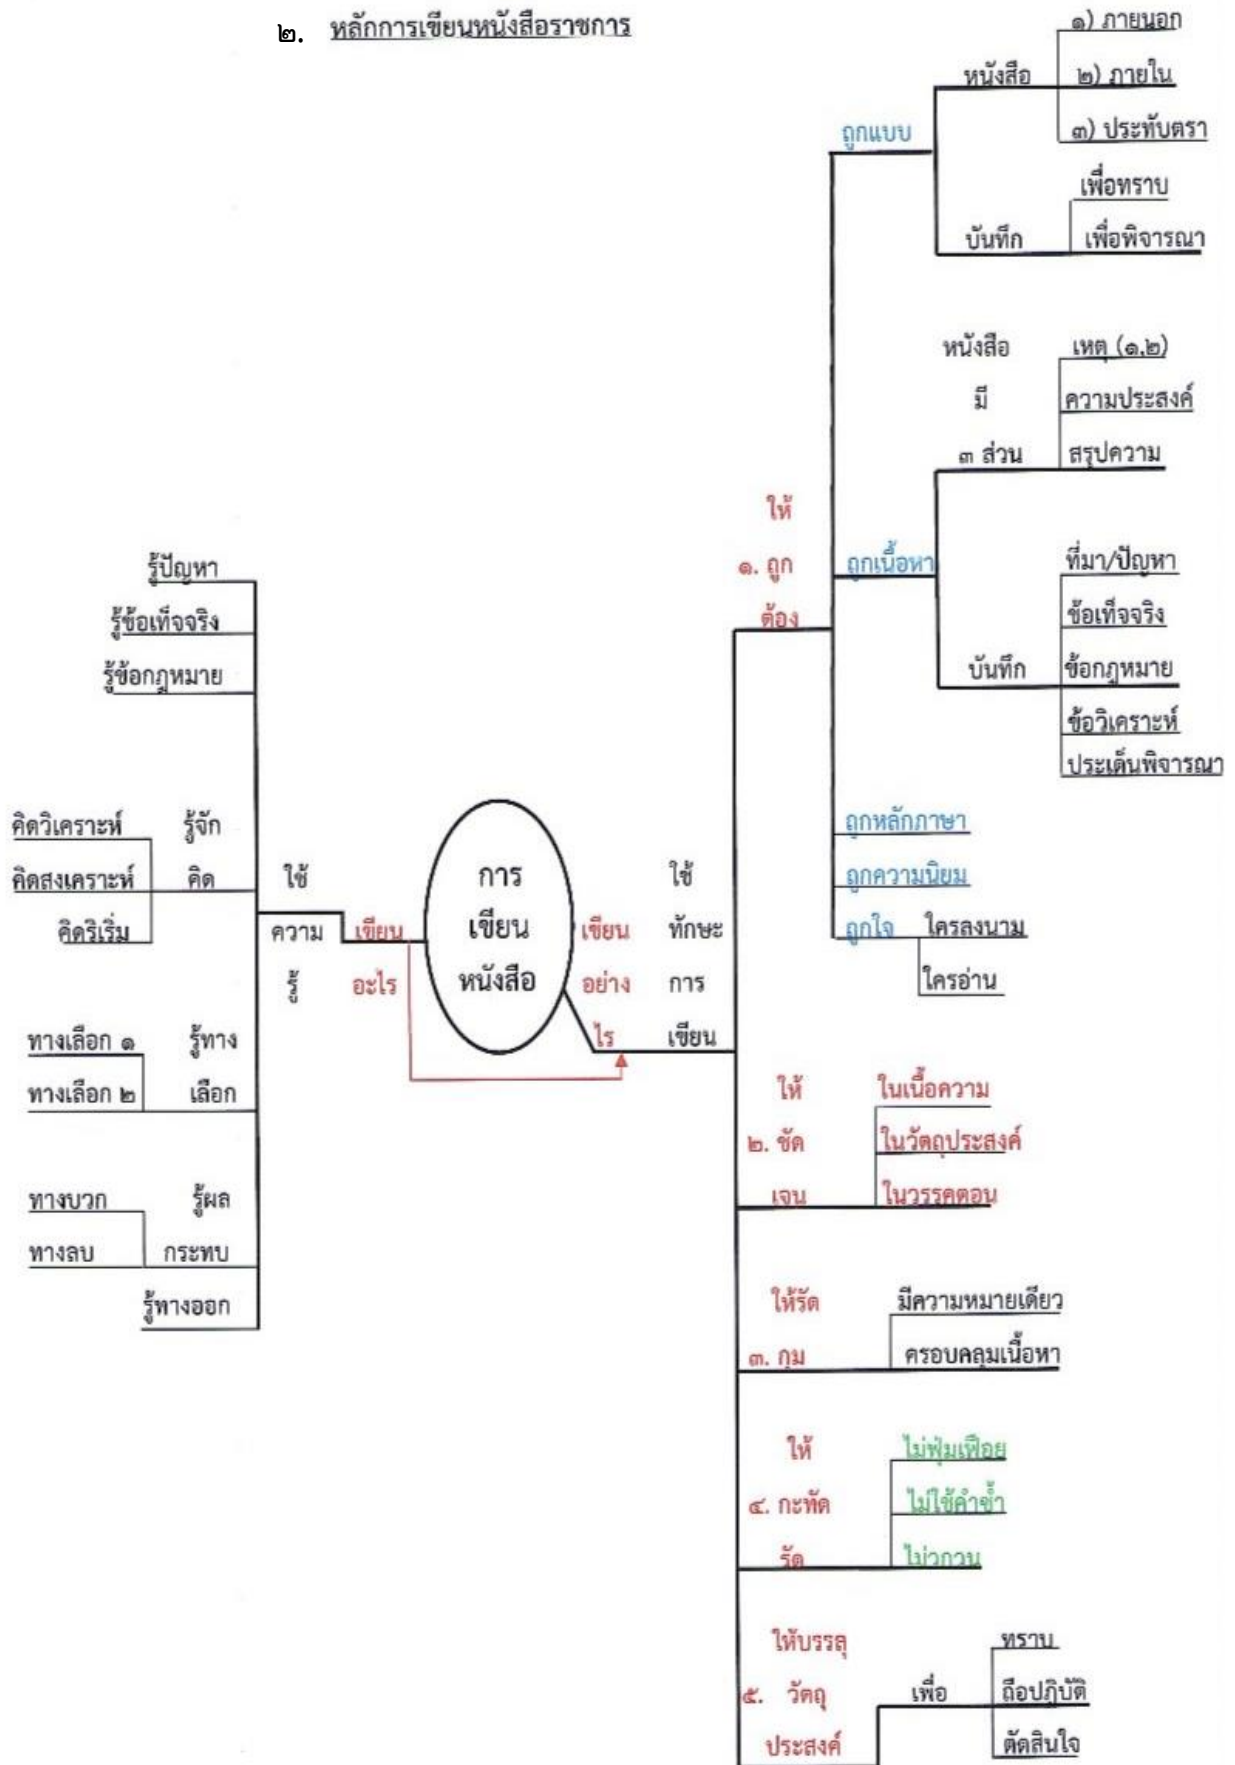 ๒. หลักการเขียนหนังสือราชการ
๑) ภายนอก
หนังสือ
๒) ภายใน
๓) ประทับตรา
ถูกแบบ
เพื่อทราบ
บันทึก
เพื่อพิจารณา
หนังสือ
มี
๓ ส่วน
เหตุ (๑,๒)
ความประสงค์
สรุปความ
ให้
๑. ถูก
ต้อง
ถูกเนื้อหา
ที่มา/ปัญหา
ข้อเท็จจริง
บันทึก
ข้อกฎหมาย
ข้อวิเคราะห์
ประเด็นพิจารณา
ถูกหลักภาษา
ถูกความนิยม
ถูกใจ
ใครลงนาม
ใครอ่าน
รู้ปัญหา
รู้ข้อเท็จจริง
รู้ข้อกฎหมาย
คิดวิเคราะห์
คิดสงเคราะห์
คิดริเริ่ม
รู้จัก
คิด
ใช้
ความ
รู้
เขียน
อะไร
การ
เขียน
หนังสือ
เขียน
อย่าง
ไร
ใช้
ทักษะ
การ
เขียน
ทางเลือก ๑
ทางเลือก ๒
รู้ทาง
เลือก
ทางบวก
ทางลบ
รู้ผล
กระทบ
รู้ทางออก
ให้
๒. ชัด
เจน
ในเนื้อความ
ในวัตถุประสงค์
ในวรรคตอน
ให้รัด
๓. กุม
มีความหมายเดียว
ครอบคลุมเนื้อหา
ให้
๔. กะทัด
รัด
ไม่ฟุ่มเฟือย
ไม่ใช้คำซ้ำ
ไม่วกวน
ให้บรรลุ
๕. วัตถุ
ประสงค์
เพื่อ
ทราบ
ถือปฏิบัติ
ตัดสินใจ